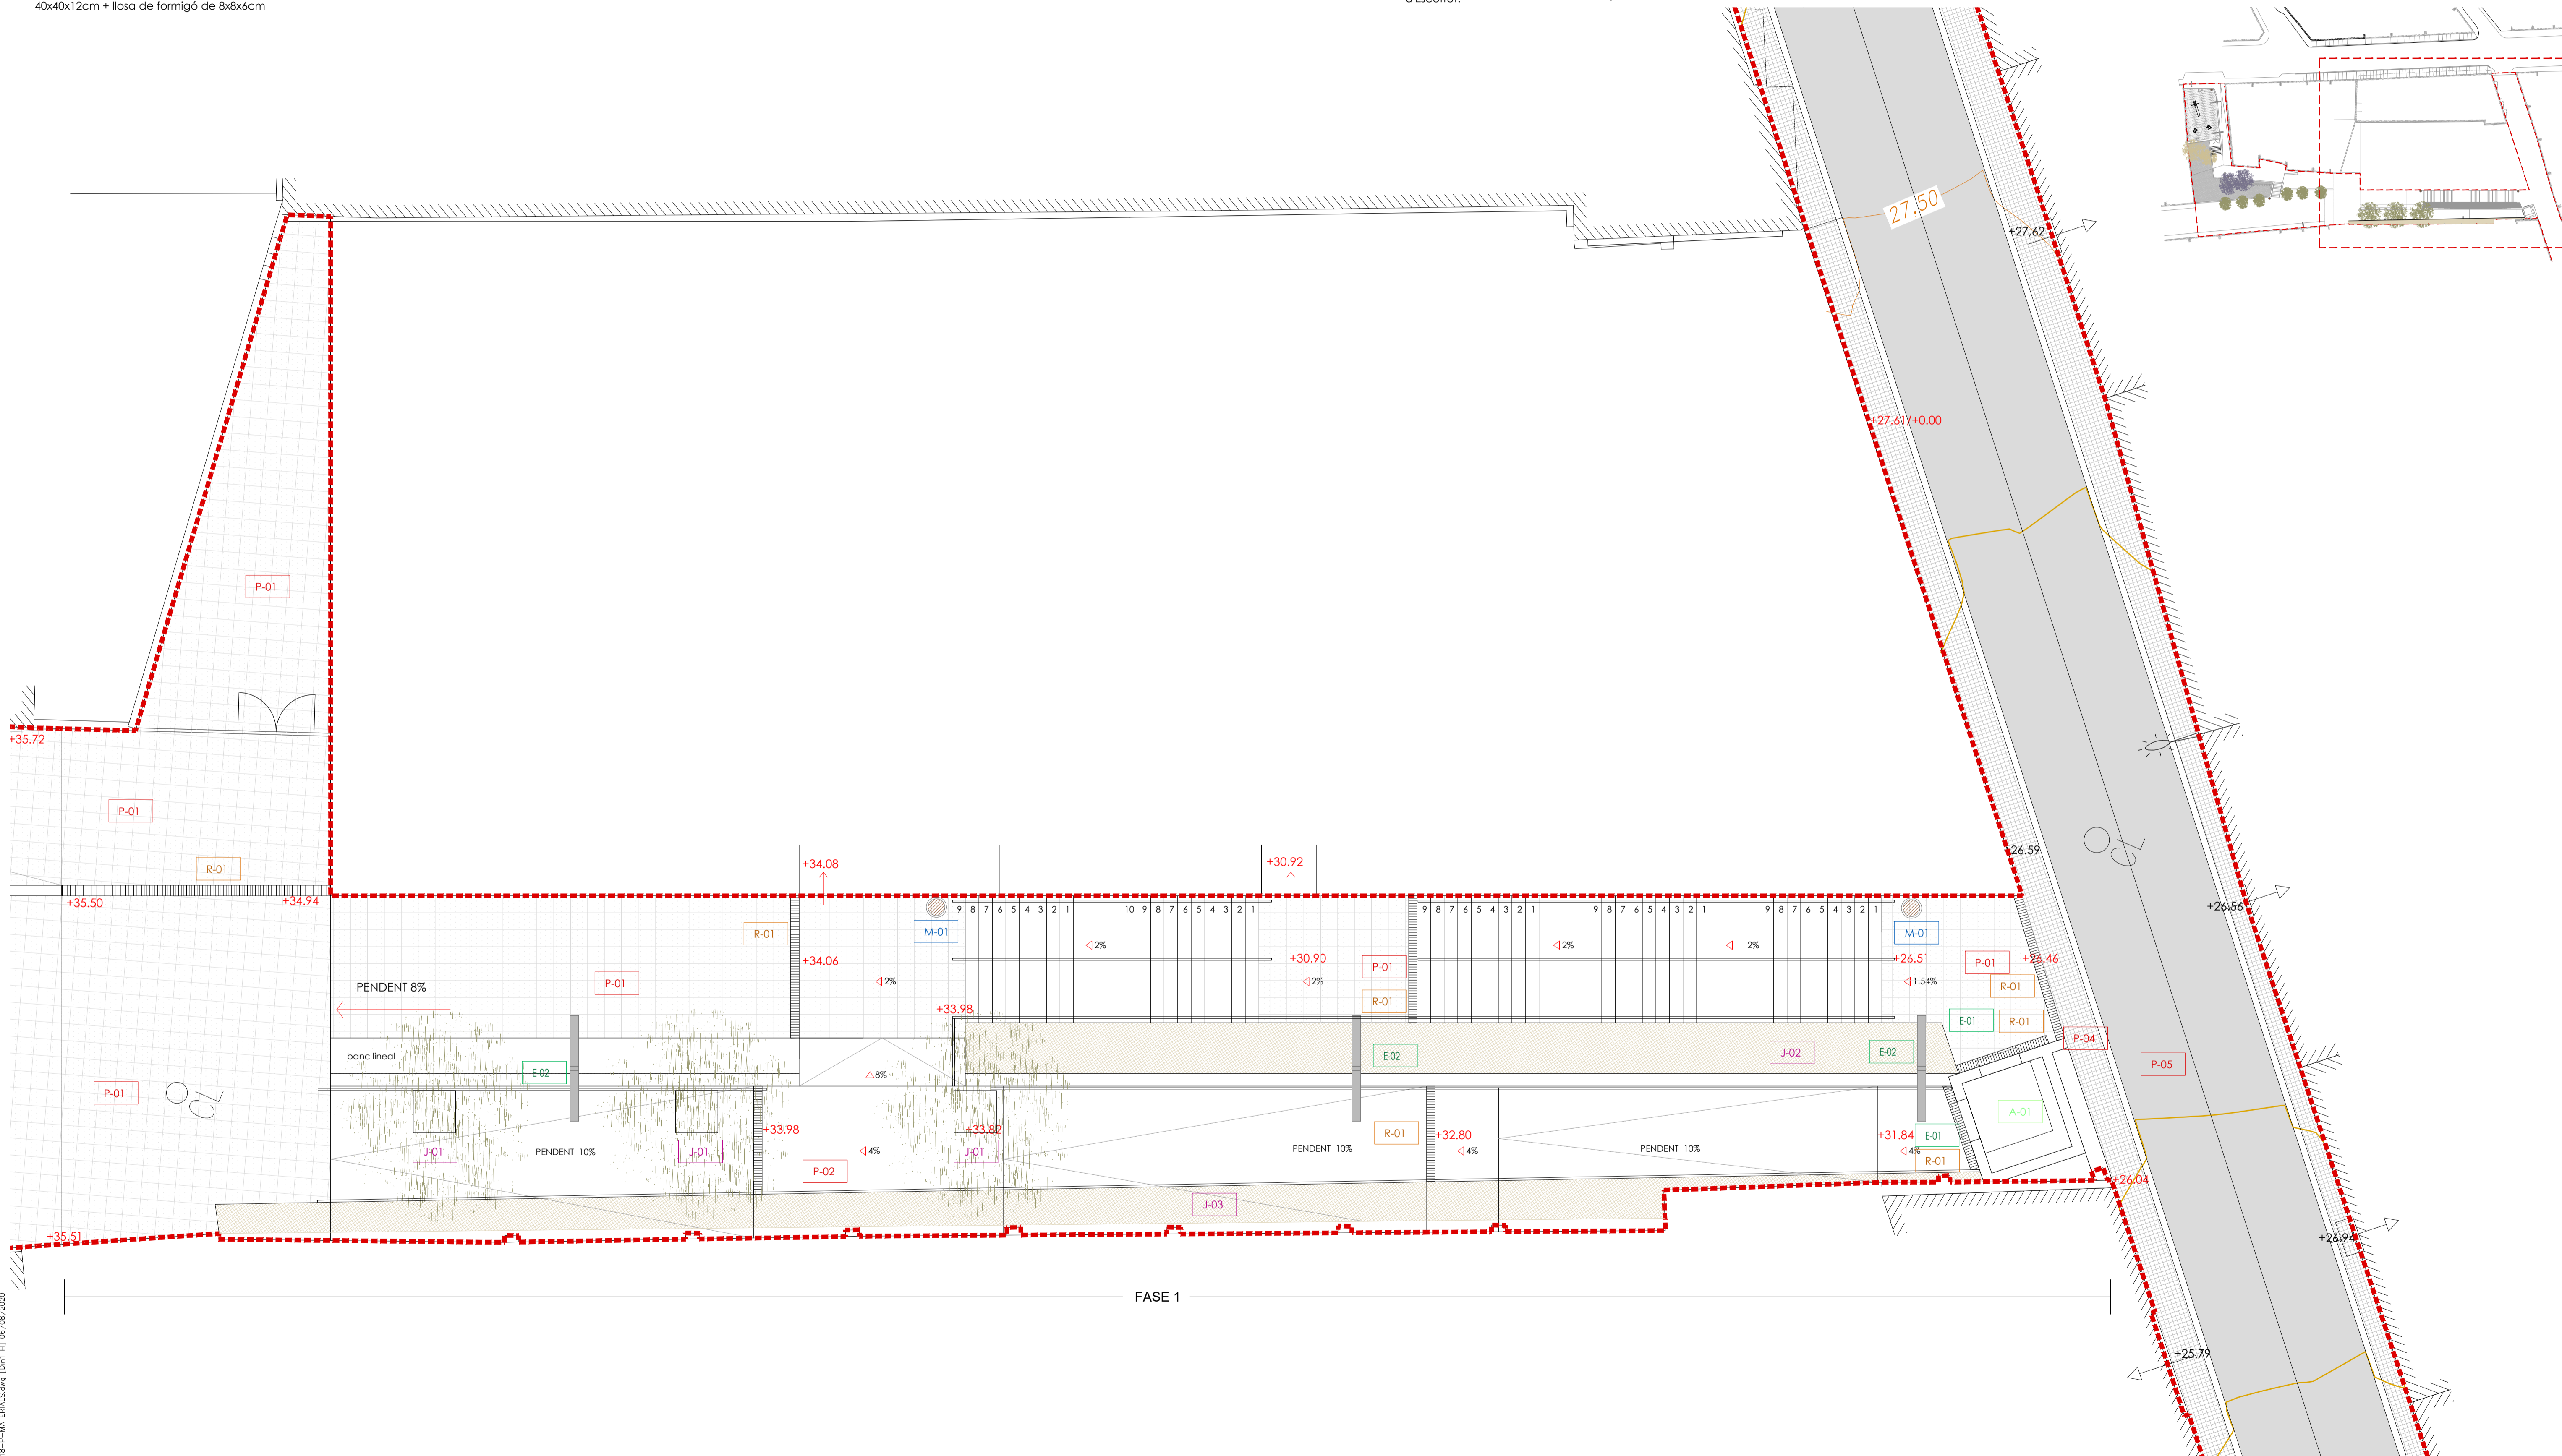 40x40x12cm + llosa de formigó de 8x8x6cm
d'Escofet.
27,50
+27,62
+27.61/+0.00
P-01
+35.72
P-01
R-01
+35.50
+34.94
+34.08
+30.92
+26.59
+26.56
9 8 7 6 5 4 3 2 1
10 9 8 7 6 5 4 3 2 1
9 8 7 6 5 4 3 2 1
9 8 7 6 5 4 3 2 1
9 8 7 6 5 4 3 2 1
R-01
M-01
M-01
2%
2%
2%
+34.06
+30.90
P-01
+26.51
P-01
+26.46
P-01
2%
2%
1.54%
PENDENT 8%
R-01
R-01
+33.98
E-01
R-01
P-04
banc lineal
E-02
8%
E-02
J-02
E-02
P-05
P-01
A-01
+33.98
+33.82
R-01
+32.80
+31.84
E-01
J-01
PENDENT 10%
J-01
4%
J-01
PENDENT 10%
4%
PENDENT 10%
4%
R-01
P-02
+26.04
J-03
+35.51
+26.94
FASE 1
+25.79
18-P-MATERIALS.dwg [Din1 H] 06/08/2020